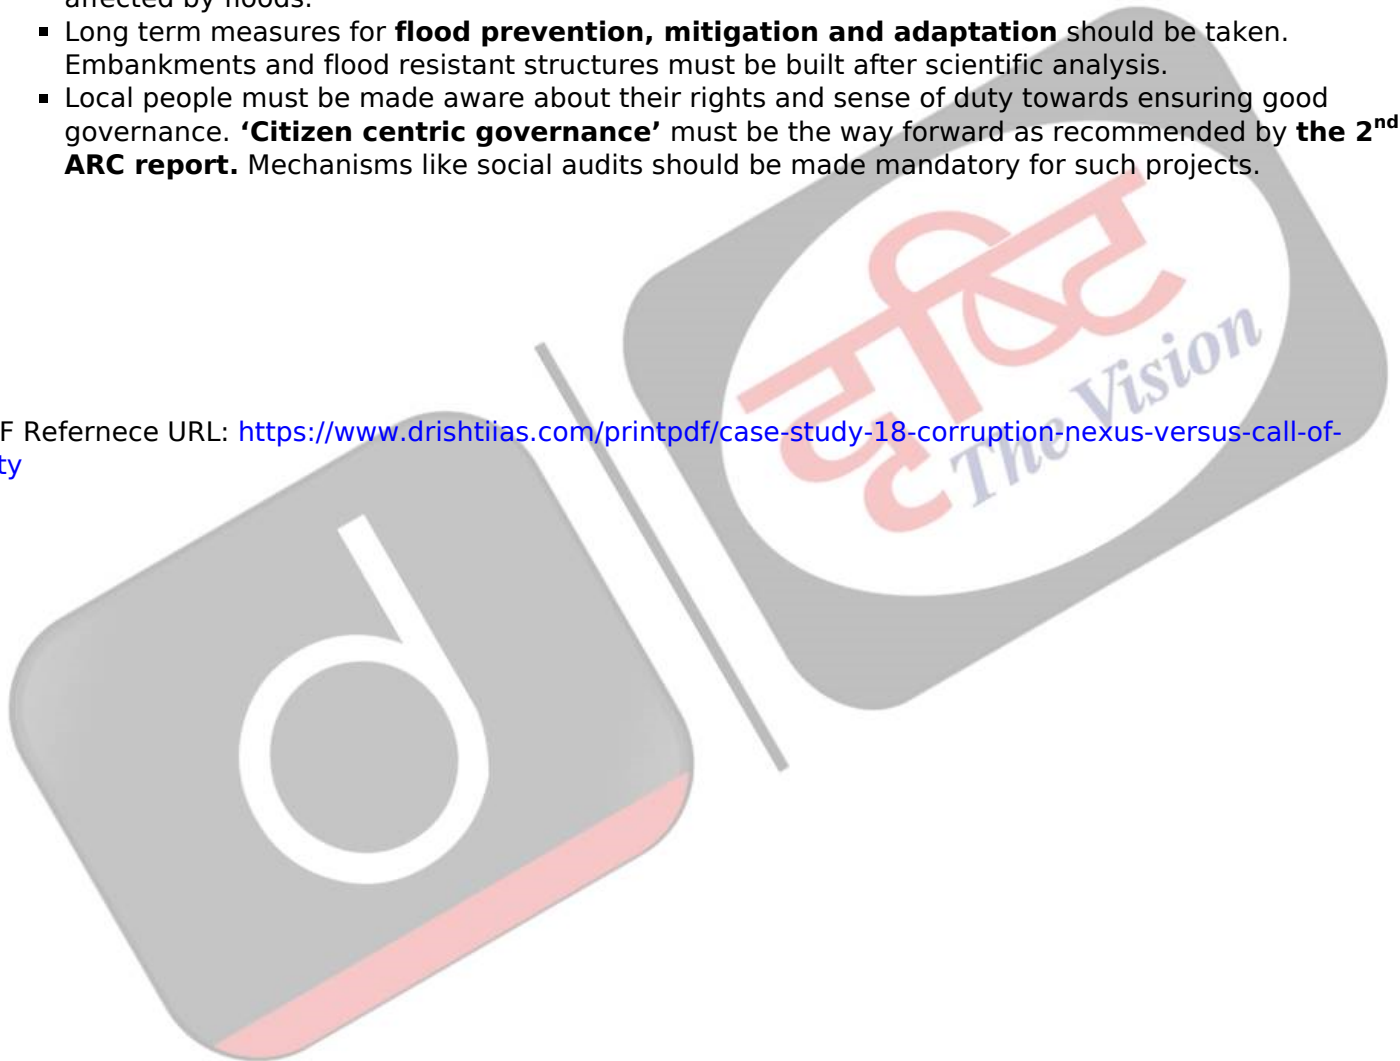 affected by floods.
▪ Long term measures for flood prevention, mitigation and adaptation should be taken.
Embankments and flood resistant structures must be built after scientific analysis.
▪ Local people must be made aware about their rights and sense of duty towards ensuring good
governance. ‘Citizen centric governance’ must be the way forward as recommended by the 2nd
ARC report. Mechanisms like social audits should be made mandatory for such projects.
दृष्टि
The Vision
F Refernece URL: https://www.drishtiias.com/printpdf/case-study-18-corruption-nexus-versus-call-of-
ty
d